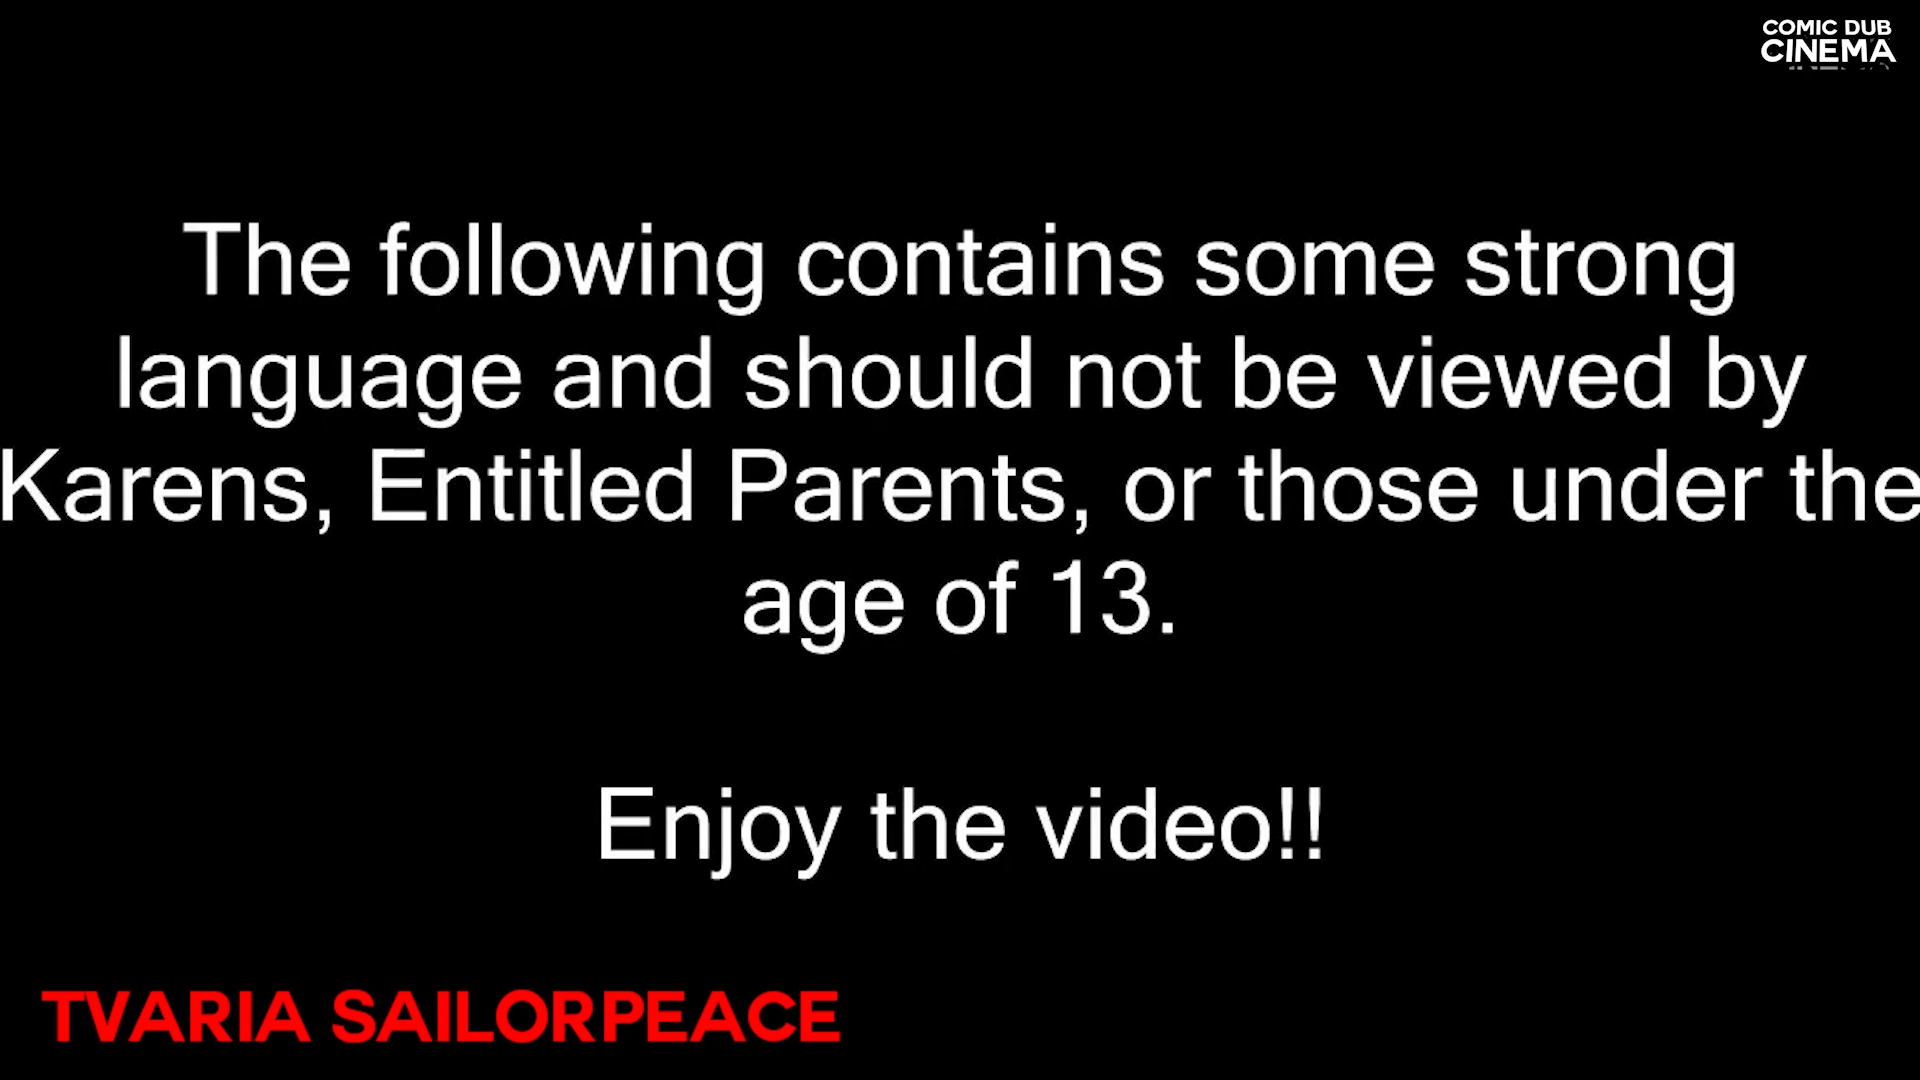 COMIC DUB
CINEMA
The following contains some strong
language and should not be viewed by
Karens, Entitled Parents, or those under the
age of 13.
Enjoy the video!!
TVARIA SAILORPEACE